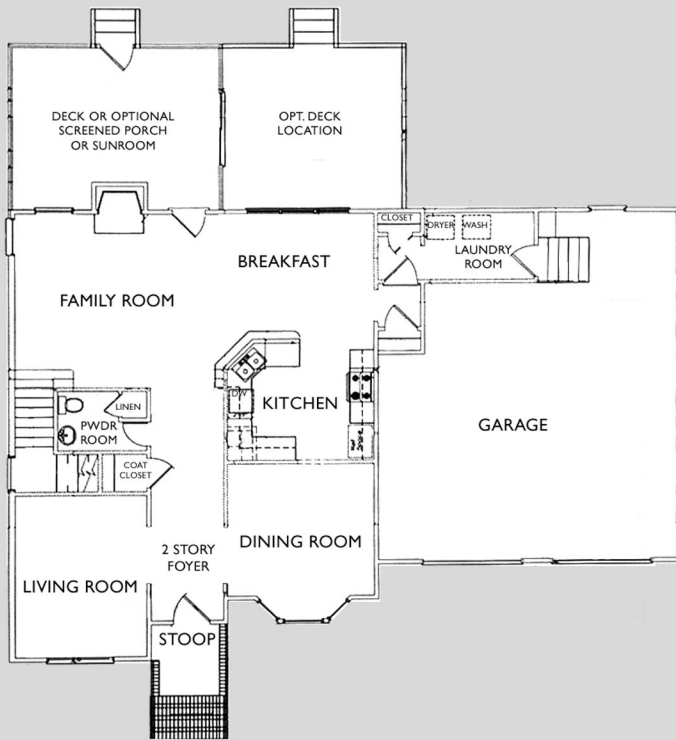 DECK OR OPTIONAL
SCREENED PORCH
OR SUNROOM
OPT. DECK
LOCATION
CLOSET
DRYER
WASH
LAUNDRY
ROOM
BREAKFAST
FAMILY ROOM
DW
KITCHEN
LINEN
PWDR
ROOM
GARAGE
COAT
CLOSET
2 STORY
FOYER
DINING ROOM
LIVING ROOM
STOOP